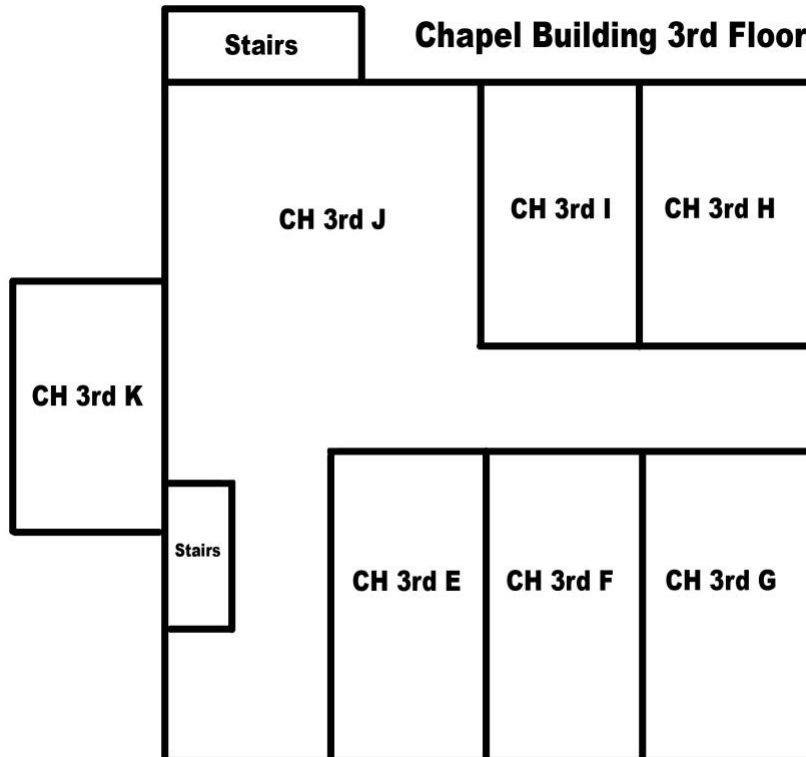 Stairs
Chapel Building 3rd Floor
CH 3rd J
CH 3rd I
CH 3rd H
CH 3rd K
Stairs
CH 3rd E
CH 3rd F
CH 3rd G